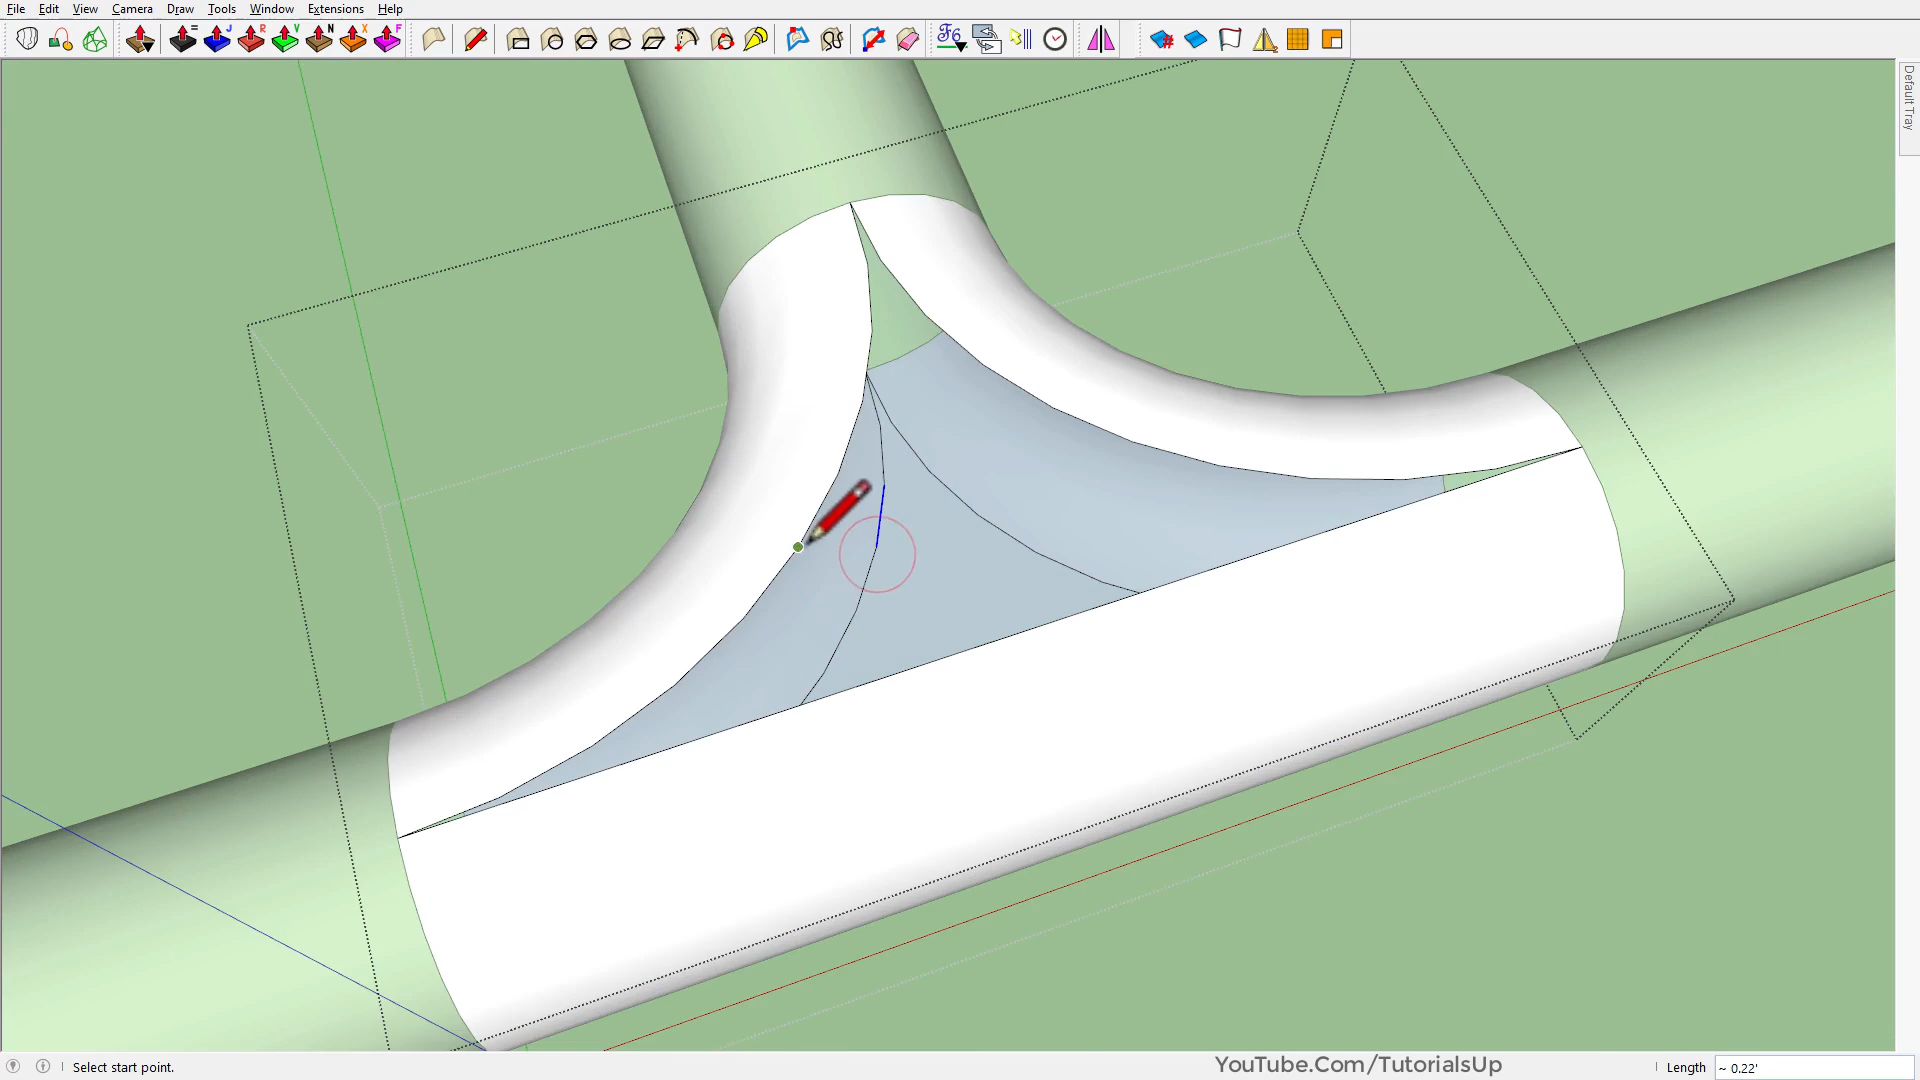 File Edit View Camera Draw Tools Window Extensions Help
Default Tray
Select start point.
YouTube.Com/TutorialsUp
Length ~ 0.22'